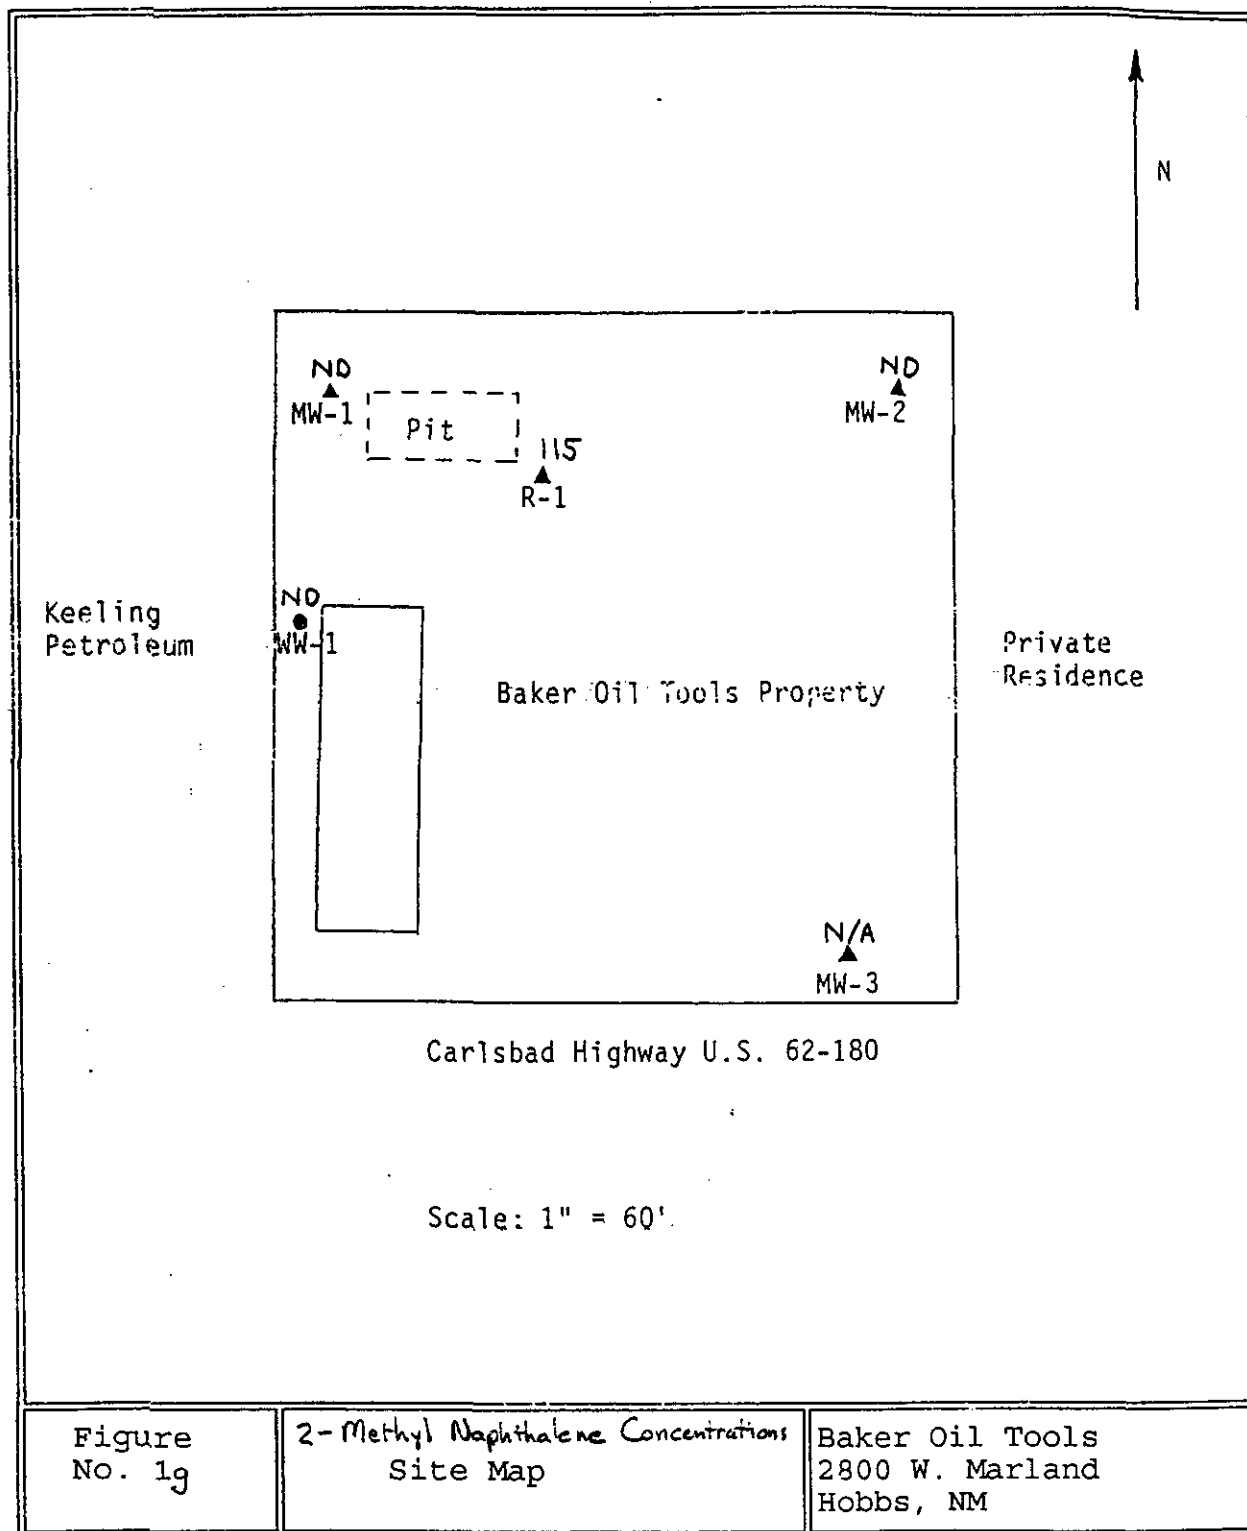 N
ND
MW-1
Pit
115
R-1
ND
MW-2
Keeling
Petroleum
ND
WW-1
Baker Oil Tools Property
Private
Residence
N/A
MW-3
Carlsbad Highway U.S. 62-180
Scale: 1" = 60'
Figure
No. 1g
2-Methyl Naphthalene Concentrations
Site Map
Baker Oil Tools
2800 W. Marland
Hobbs, NM